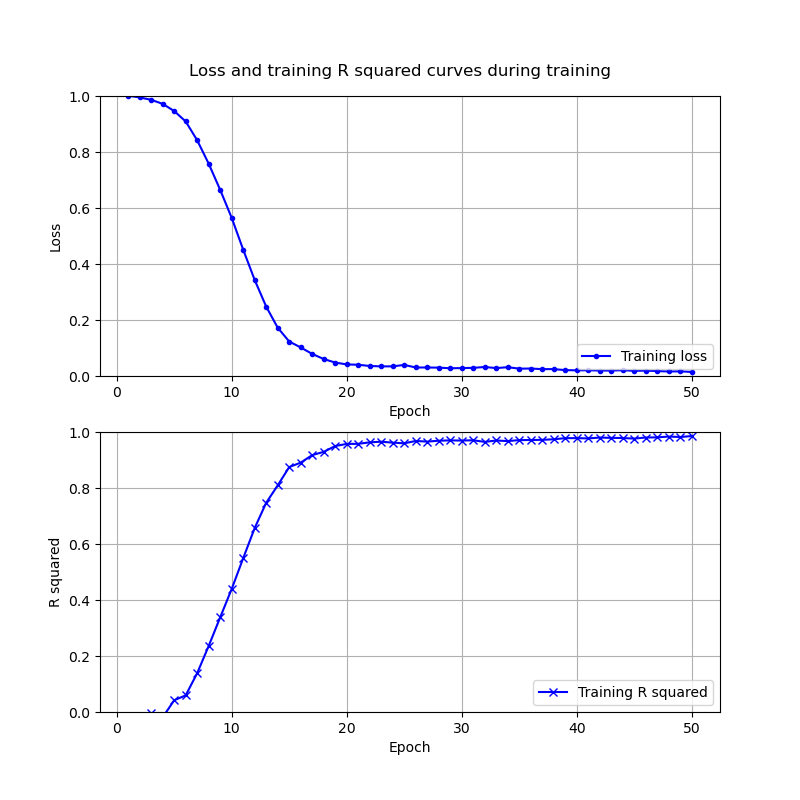 Loss and training R squared curves during training
1.0
0.8
0.6
0.4
0.2
0.0
Loss
Training loss
0 10 20 30 40 50
Epoch
1.0
0.8
0.6
0.4
0.2
0.0
R squared
Training R squared
0 10 20 30 40 50
Epoch